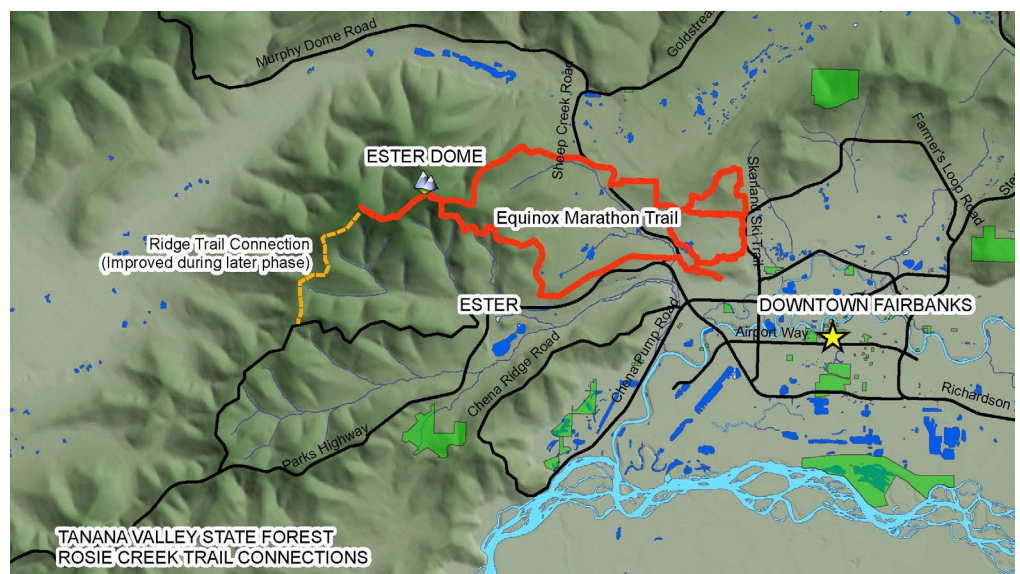 Murphy Dome Road
Goldstrea
Sheep Creek Road
ESTER DOME
Farmer's Loop Road
Skarland Ski Trail
Ste
Equinox Marathon Trail
Ridge Trail Connection
(Improved during later phase)
ESTER
DOWNTOWN FAIRBANKS
Airport Way
Chena Pump Road
Chena Ridge Road
Richardson
Parks Highway
TANANA VALLEY STATE FOREST
ROSIE CREEK TRAIL CONNECTIONS